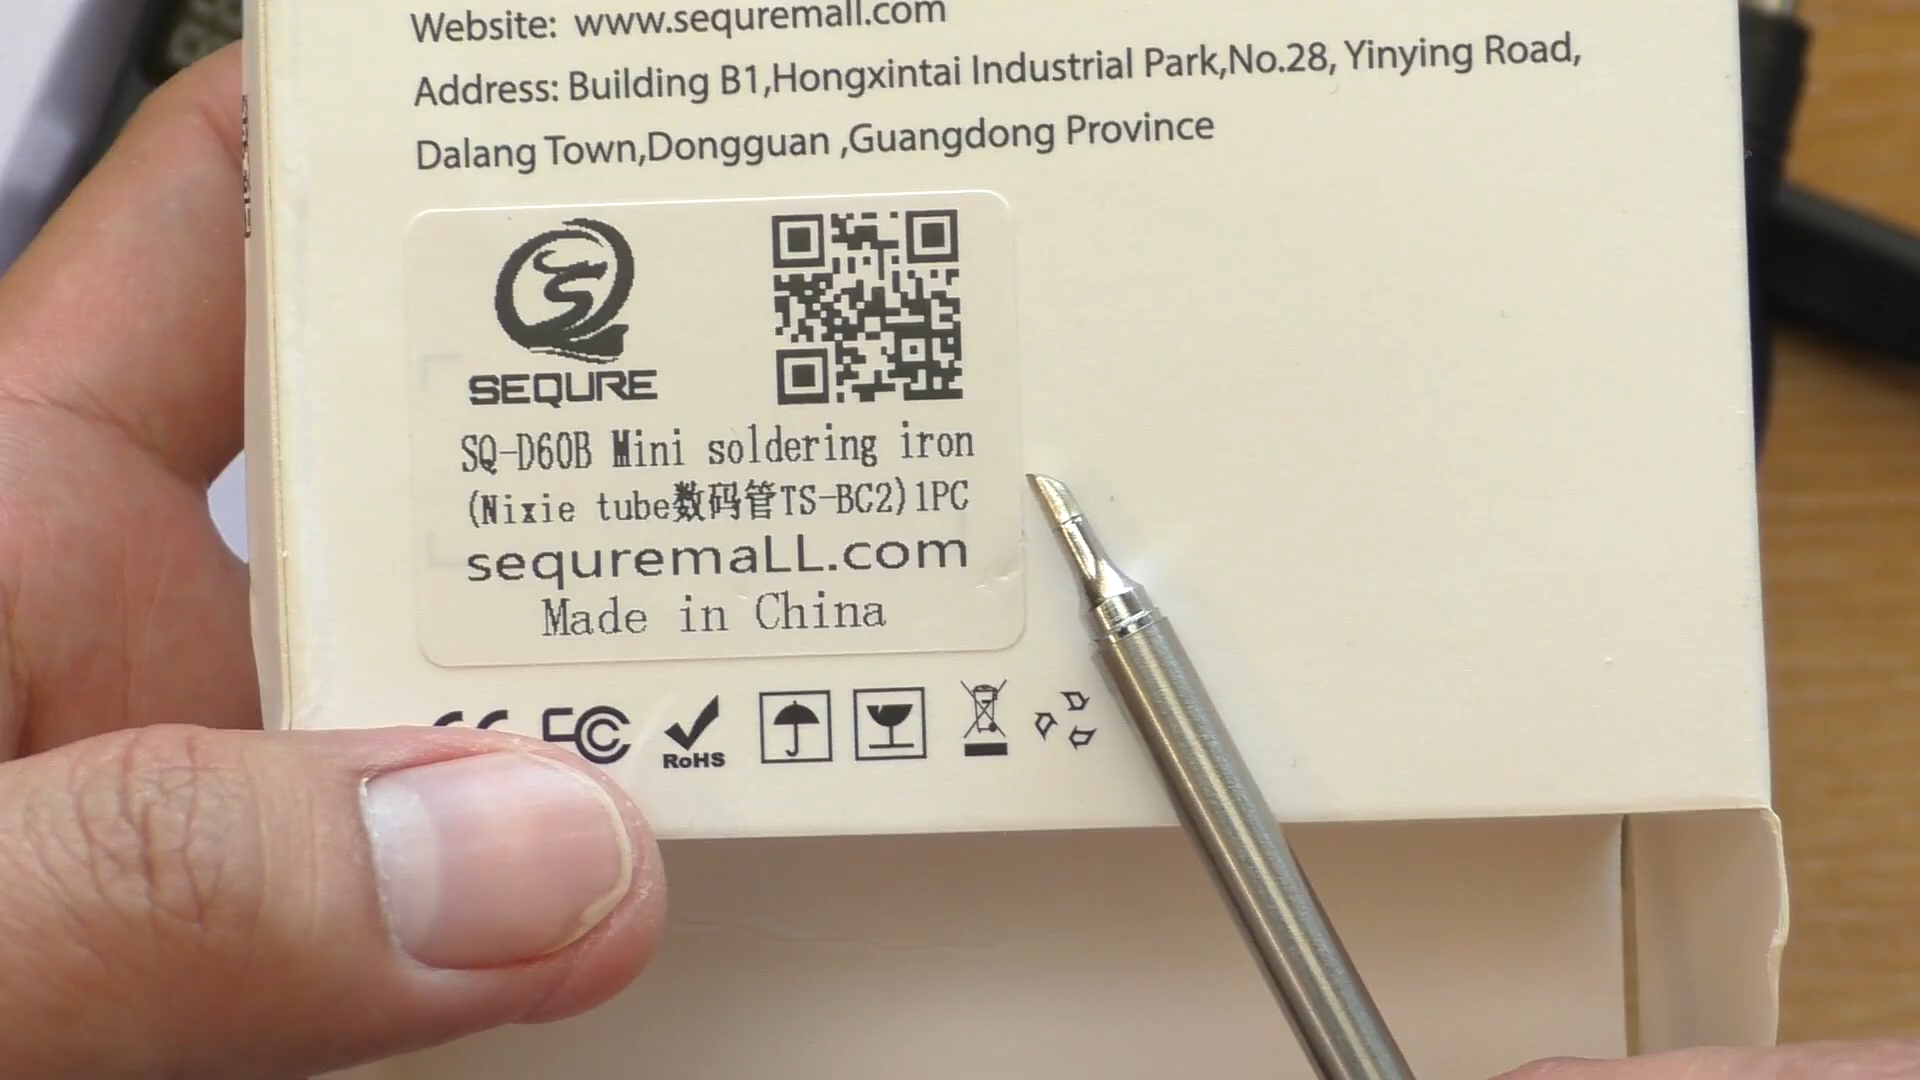 Website: www.sequremall.com
Address: Building B1,Hongxintai Industrial Park,No.28, Yinying Road,
Dalang Town,Dongguan ,Guangdong Province
SEQURE
SQ-D60B Mini soldering iron
(Nixie tube数码管TS-BC2)1PC
sequremaLL.com
Made in China
FC
RoHS